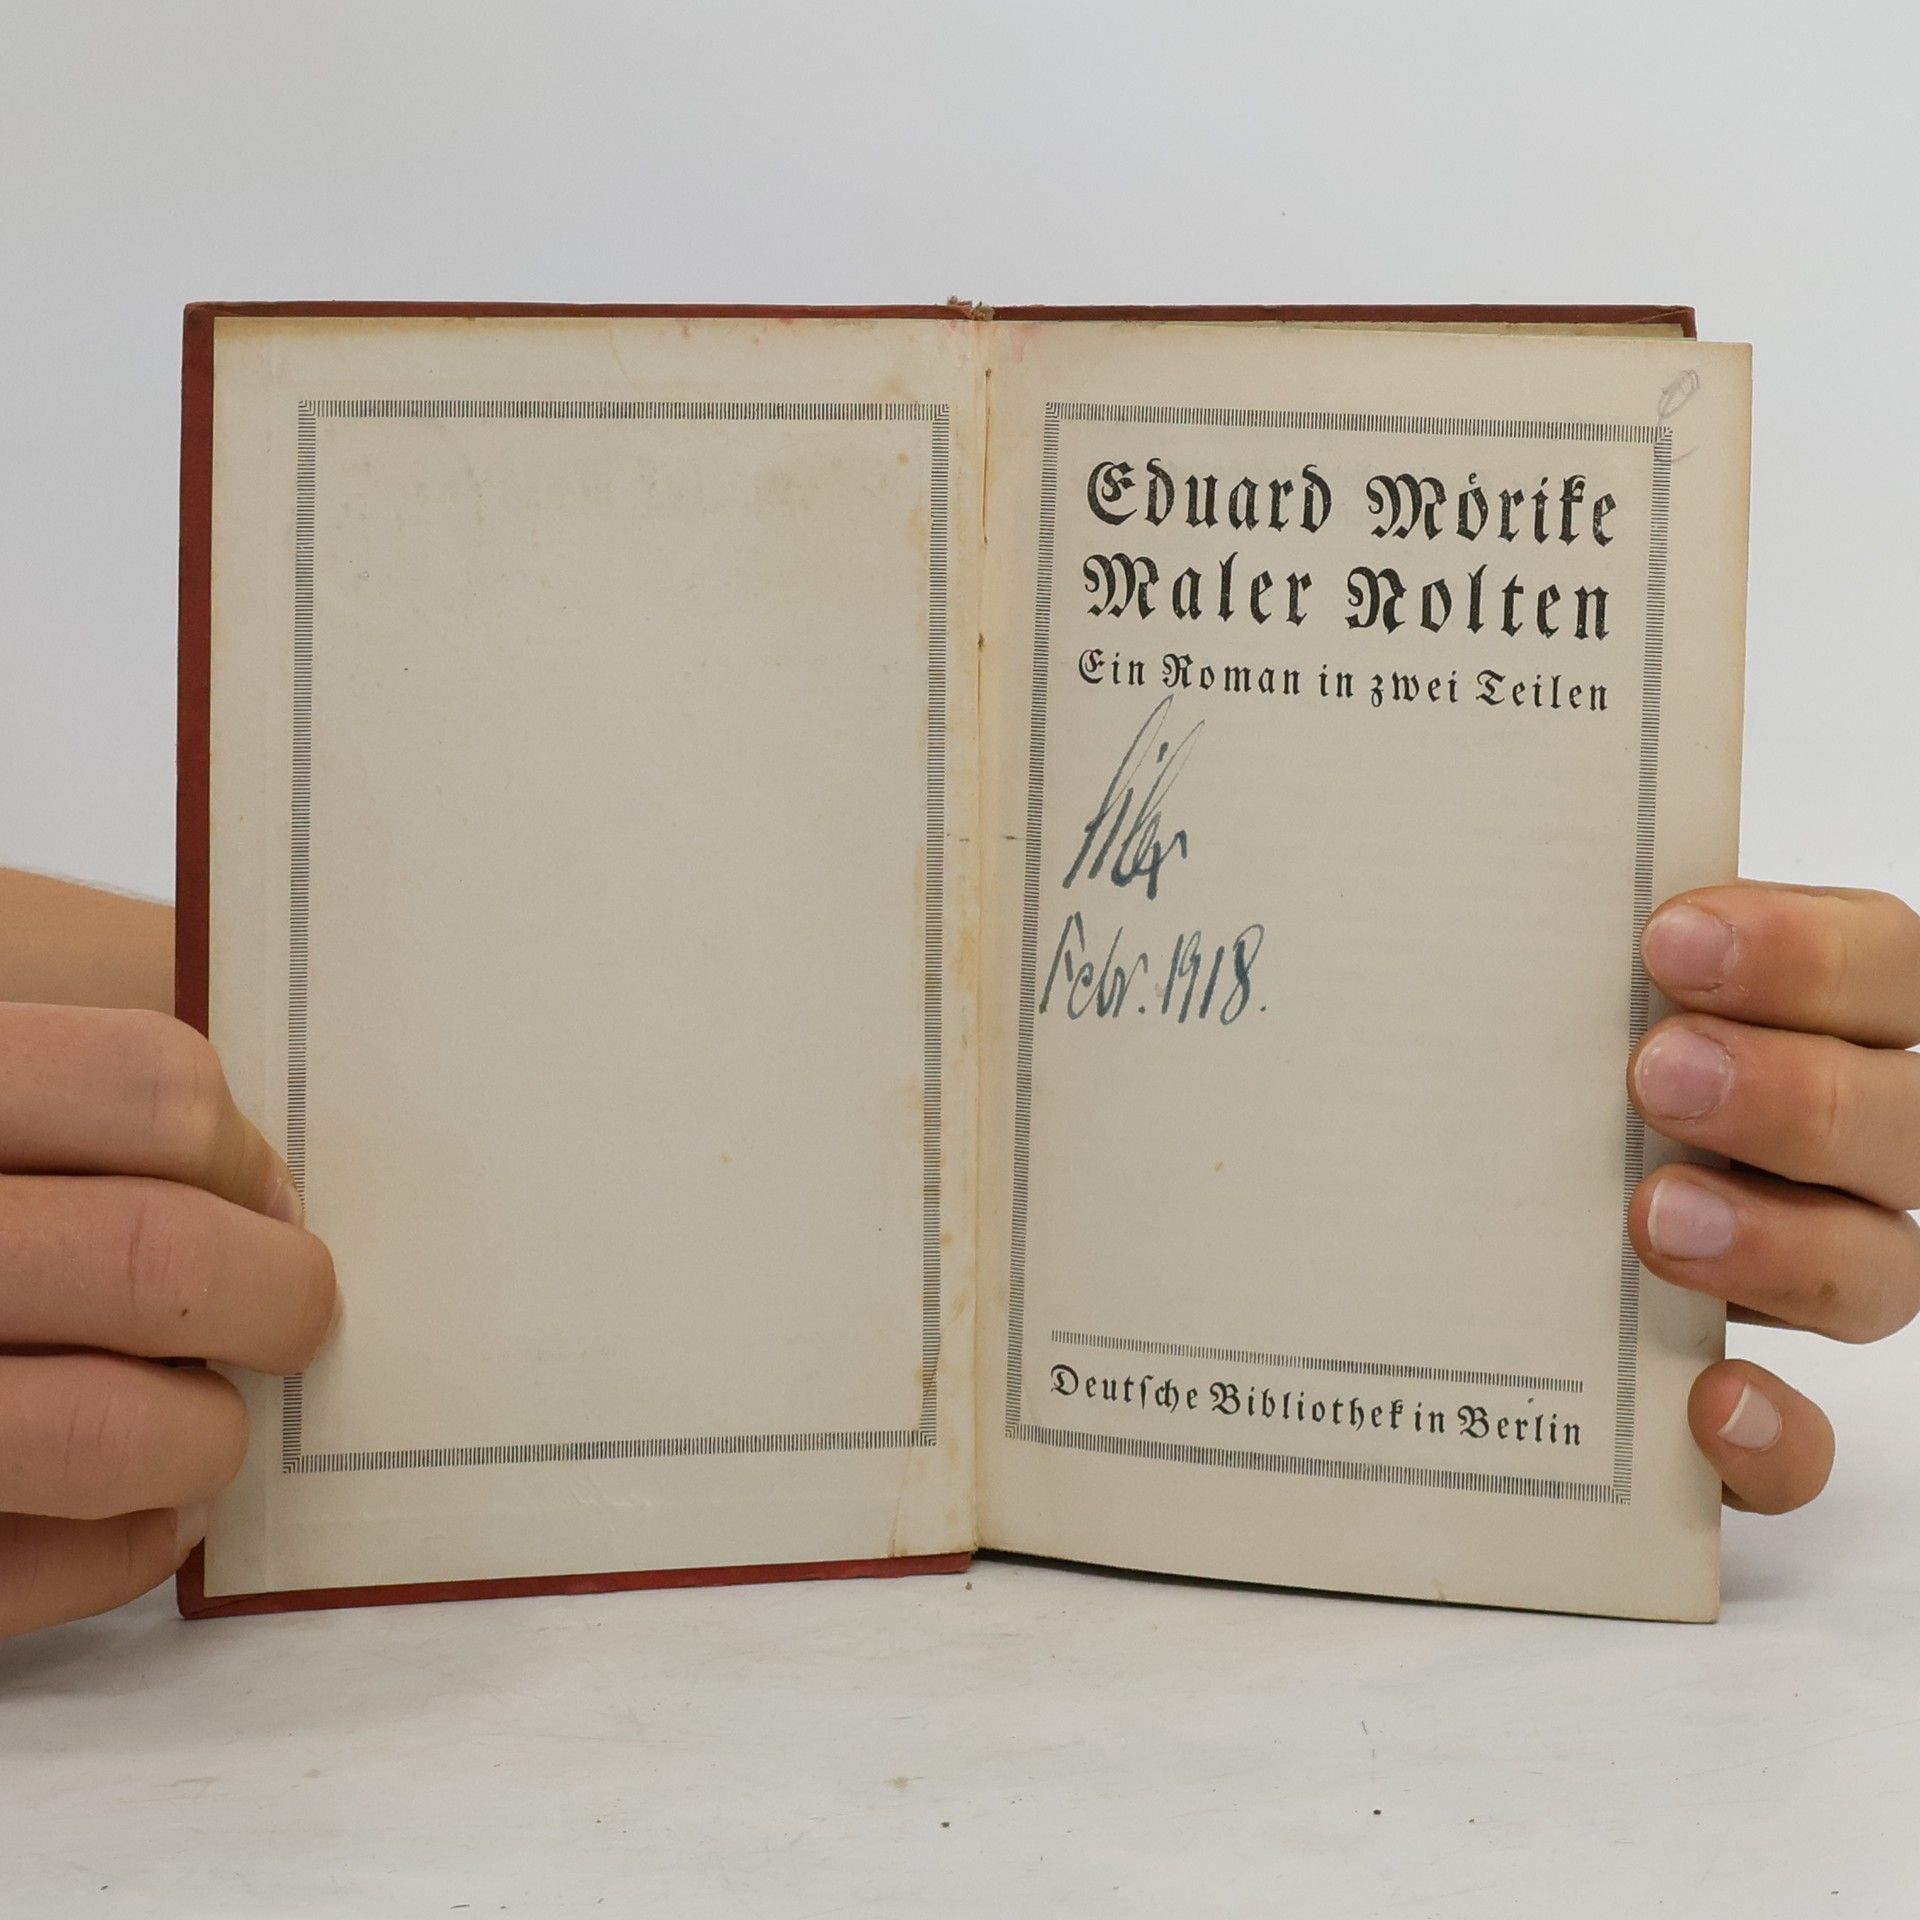 Eduard Mörike
Maler Nolten
Ein Roman in zwei Teilen
Febr. 1918.
Deutsche Bibliothek in Berlin